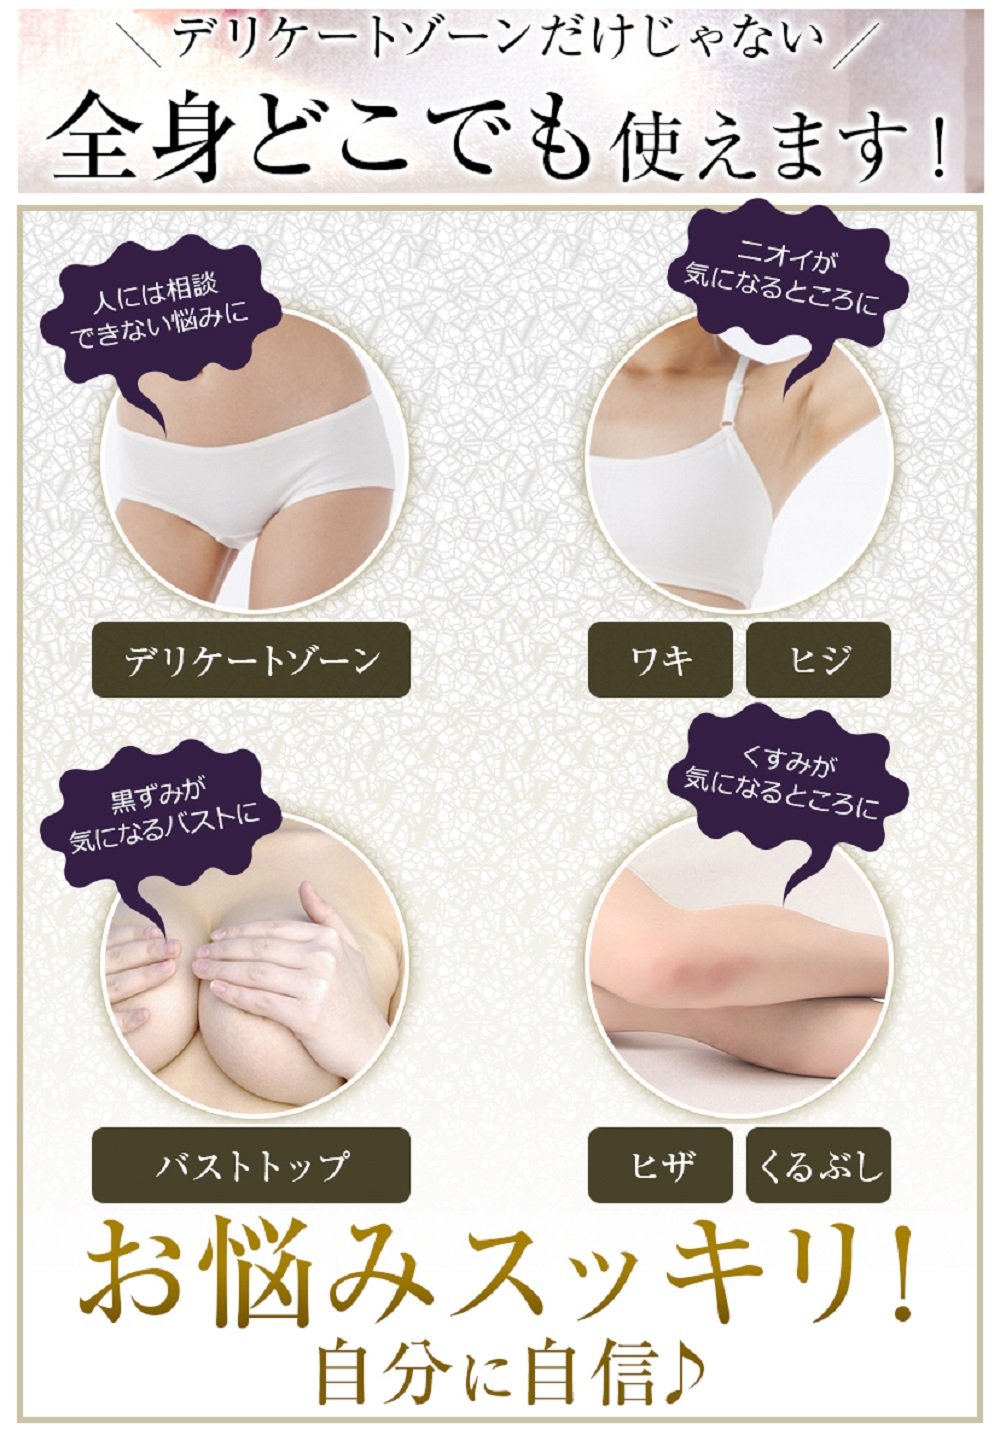 デリケートゾーンだけじゃない
全身どこでも使えます!
人には相談
できない悩みに
ニオイが
気になるところに
デリケートゾーン
ワキ
ヒジ
黒ずみが
気になるバストに
くすみが
気になるところに
バストトップ
ヒザ
くるぶし
お悩みスッキリ!
自分に自信♪